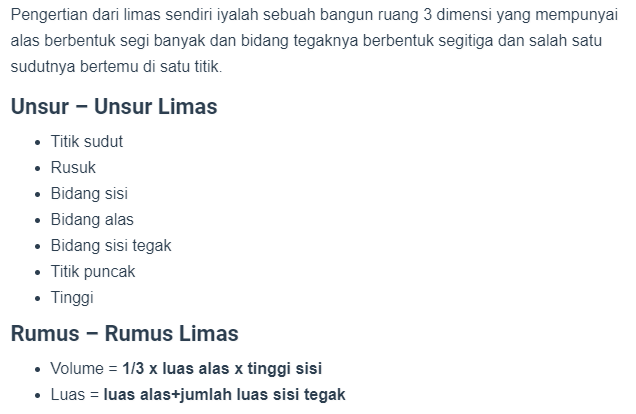 Pengertian dari limas sendiri iyalah sebuah bangun ruang 3 dimensi yang mempunyai
alas berbentuk segi banyak dan bidang tegaknya berbentuk segitiga dan salah satu
sudutnya bertemu di satu titik.
Unsur – Unsur Limas
• Titik sudut
• Rusuk
• Bidang sisi
• Bidang alas
• Bidang sisi tegak
• Titik puncak
• Tinggi
Rumus – Rumus Limas
• Volume = 1/3 x luas alas x tinggi sisi
• Luas = luas alas+jumlah luas sisi tegak